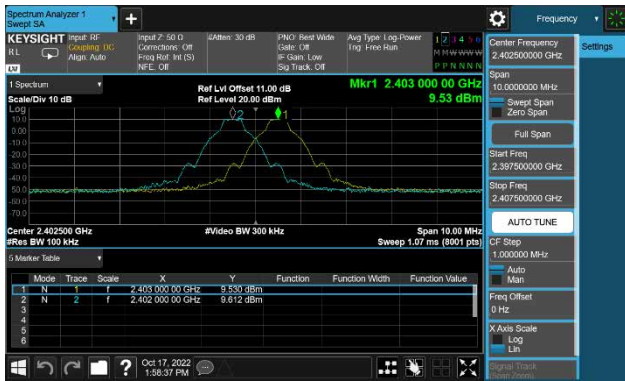 Spectrum Analyzer 1
Swept SA
+
Frequency
KEYSIGHT
RL
Input: RF
Coupling: DC
Align: Auto
Input Z: 50 Ω
Corrections: Off
Freq Ref: Int (S)
NFE: Off
#Atten: 30 dB
PNO: Best Wide
Gate: Off
IF Gain: Low
Sig Track: Off
Avg Type: Log-Power
Trig: Free Run
1 2 3 4 5 6
M M W W W W
P P N N N N
1 Spectrum
Scale/Div 10 dB
Ref Lvl Offset 11.00 dB
Ref Level 20.00 dBm
Mkr1 2.403 000 00 GHz
9.53 dBm
Log
10.0
0.00
-10.0
-20.0
-30.0
-40.0
-50.0
-60.0
-70.0
2
1
Center 2.402500 GHz
#Res BW 100 kHz
#Video BW 300 kHz
Span 10.00 MHz
Sweep 1.07 ms (8001 pts)
5 Marker Table
Mode Trace Scale X Y Function Function Width Function Value
1 N 1 f 2.403 000 00 GHz 9.530 dBm
2 N 2 f 2.402 000 00 GHz 9.612 dBm
3
4
5
6
Oct 17, 2022
1:58:37 PM
Center Frequency
2.402500000 GHz
Settings
Span
10.0000000 MHz
Swept Span
Zero Span
Full Span
Start Freq
2.397500000 GHz
Stop Freq
2.407500000 GHz
AUTO TUNE
CF Step
1.000000 MHz
Auto
Man
Freq Offset
0 Hz
X Axis Scale
Log
Lin
Signal Track
(Span Zoom)